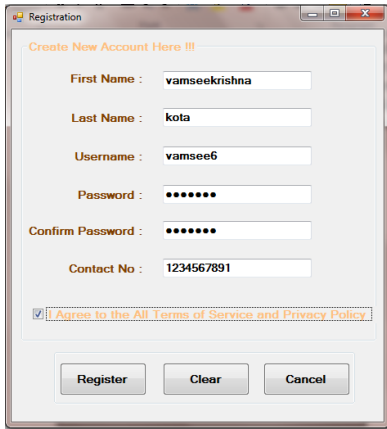 Registration
Create New Account Here !!!
First Name : vamseekrishna
Last Name : kota
Username : vamsee6
Password : ●●●●●●●
Confirm Password : ●●●●●●●
Contact No : 1234567891
I Agree to the All Terms of Service and Privacy Policy
Register Clear Cancel